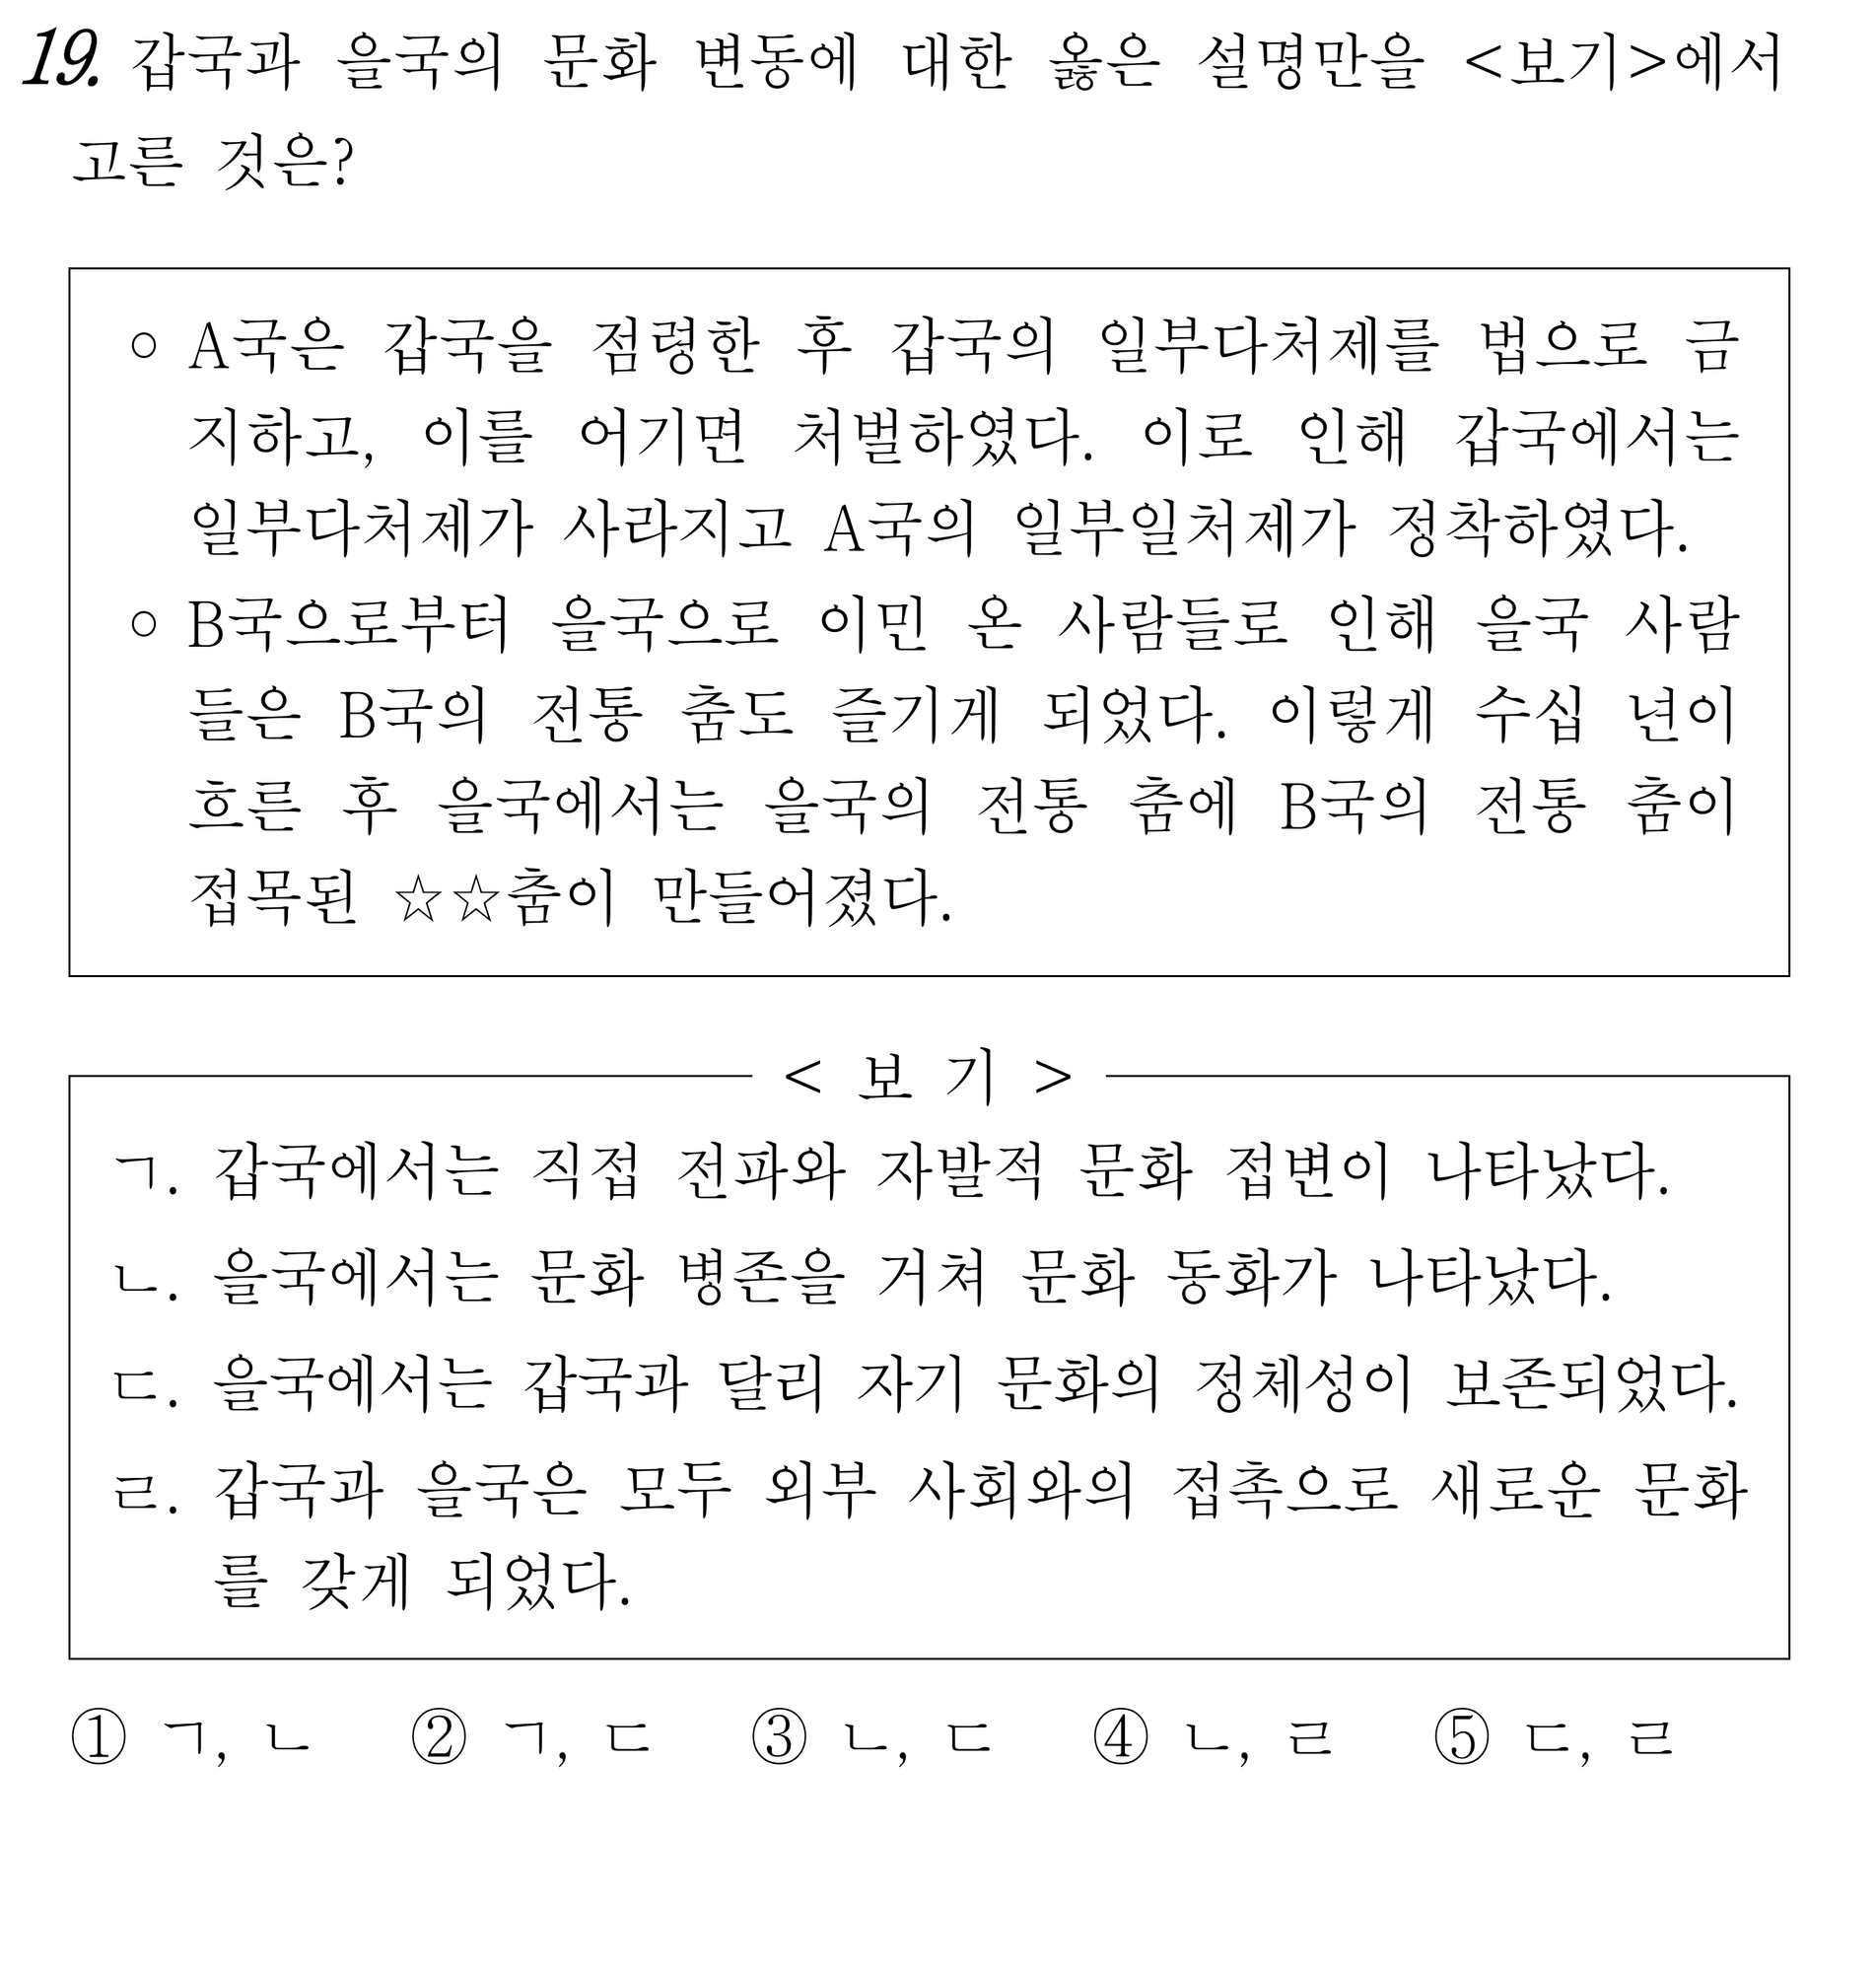 19. 갑국과 을국의 문화 변동에 대한 옳은 설명만을 <보기>에서
고른 것은?
○ A국은 갑국을 점령한 후 갑국의 일부다처제를 법으로 금
지하고, 이를 어기면 처벌하였다. 이로 인해 갑국에서는
일부다처제가 사라지고 A국의 일부일처제가 정착하였다.
○ B국으로부터 을국으로 이민 온 사람들로 인해 을국 사람
들은 B국의 전통 춤도 즐기게 되었다. 이렇게 수십 년이
흐른 후 을국에서는 을국의 전통 춤에 B국의 전통 춤이
접목된 ☆☆춤이 만들어졌다.
< 보 기 >
ㄱ. 갑국에서는 직접 전파와 자발적 문화 접변이 나타났다.
ㄴ. 을국에서는 문화 병존을 거쳐 문화 동화가 나타났다.
ㄷ. 을국에서는 갑국과 달리 자기 문화의 정체성이 보존되었다.
ㄹ. 갑국과 을국은 모두 외부 사회와의 접촉으로 새로운 문화
를 갖게 되었다.
① ㄱ, ㄴ ② ㄱ, ㄷ ③ ㄴ, ㄷ ④ ㄴ, ㄹ ⑤ ㄷ, ㄹ